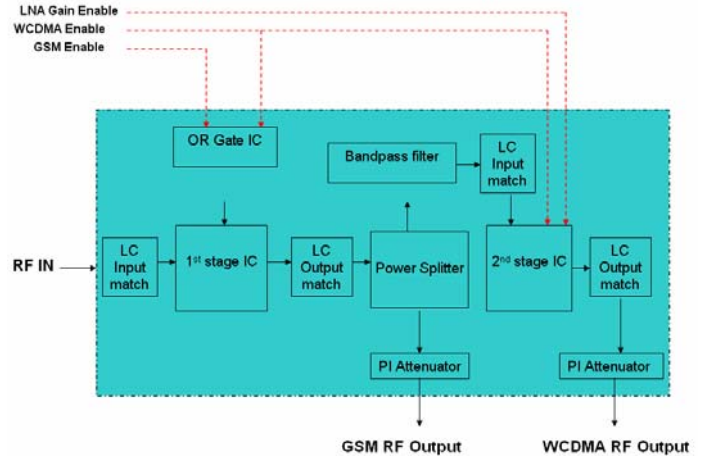 LNA Gain Enable
WCDMA Enable
GSM Enable
OR Gate IC
Bandpass filter
LC
Input
match
RF IN
LC
Input
match
1st stage IC
LC
Output
match
Power Splitter
2nd stage IC
LC
Output
match
PI Attenuator
PI Attenuator
GSM RF Output
WCDMA RF Output